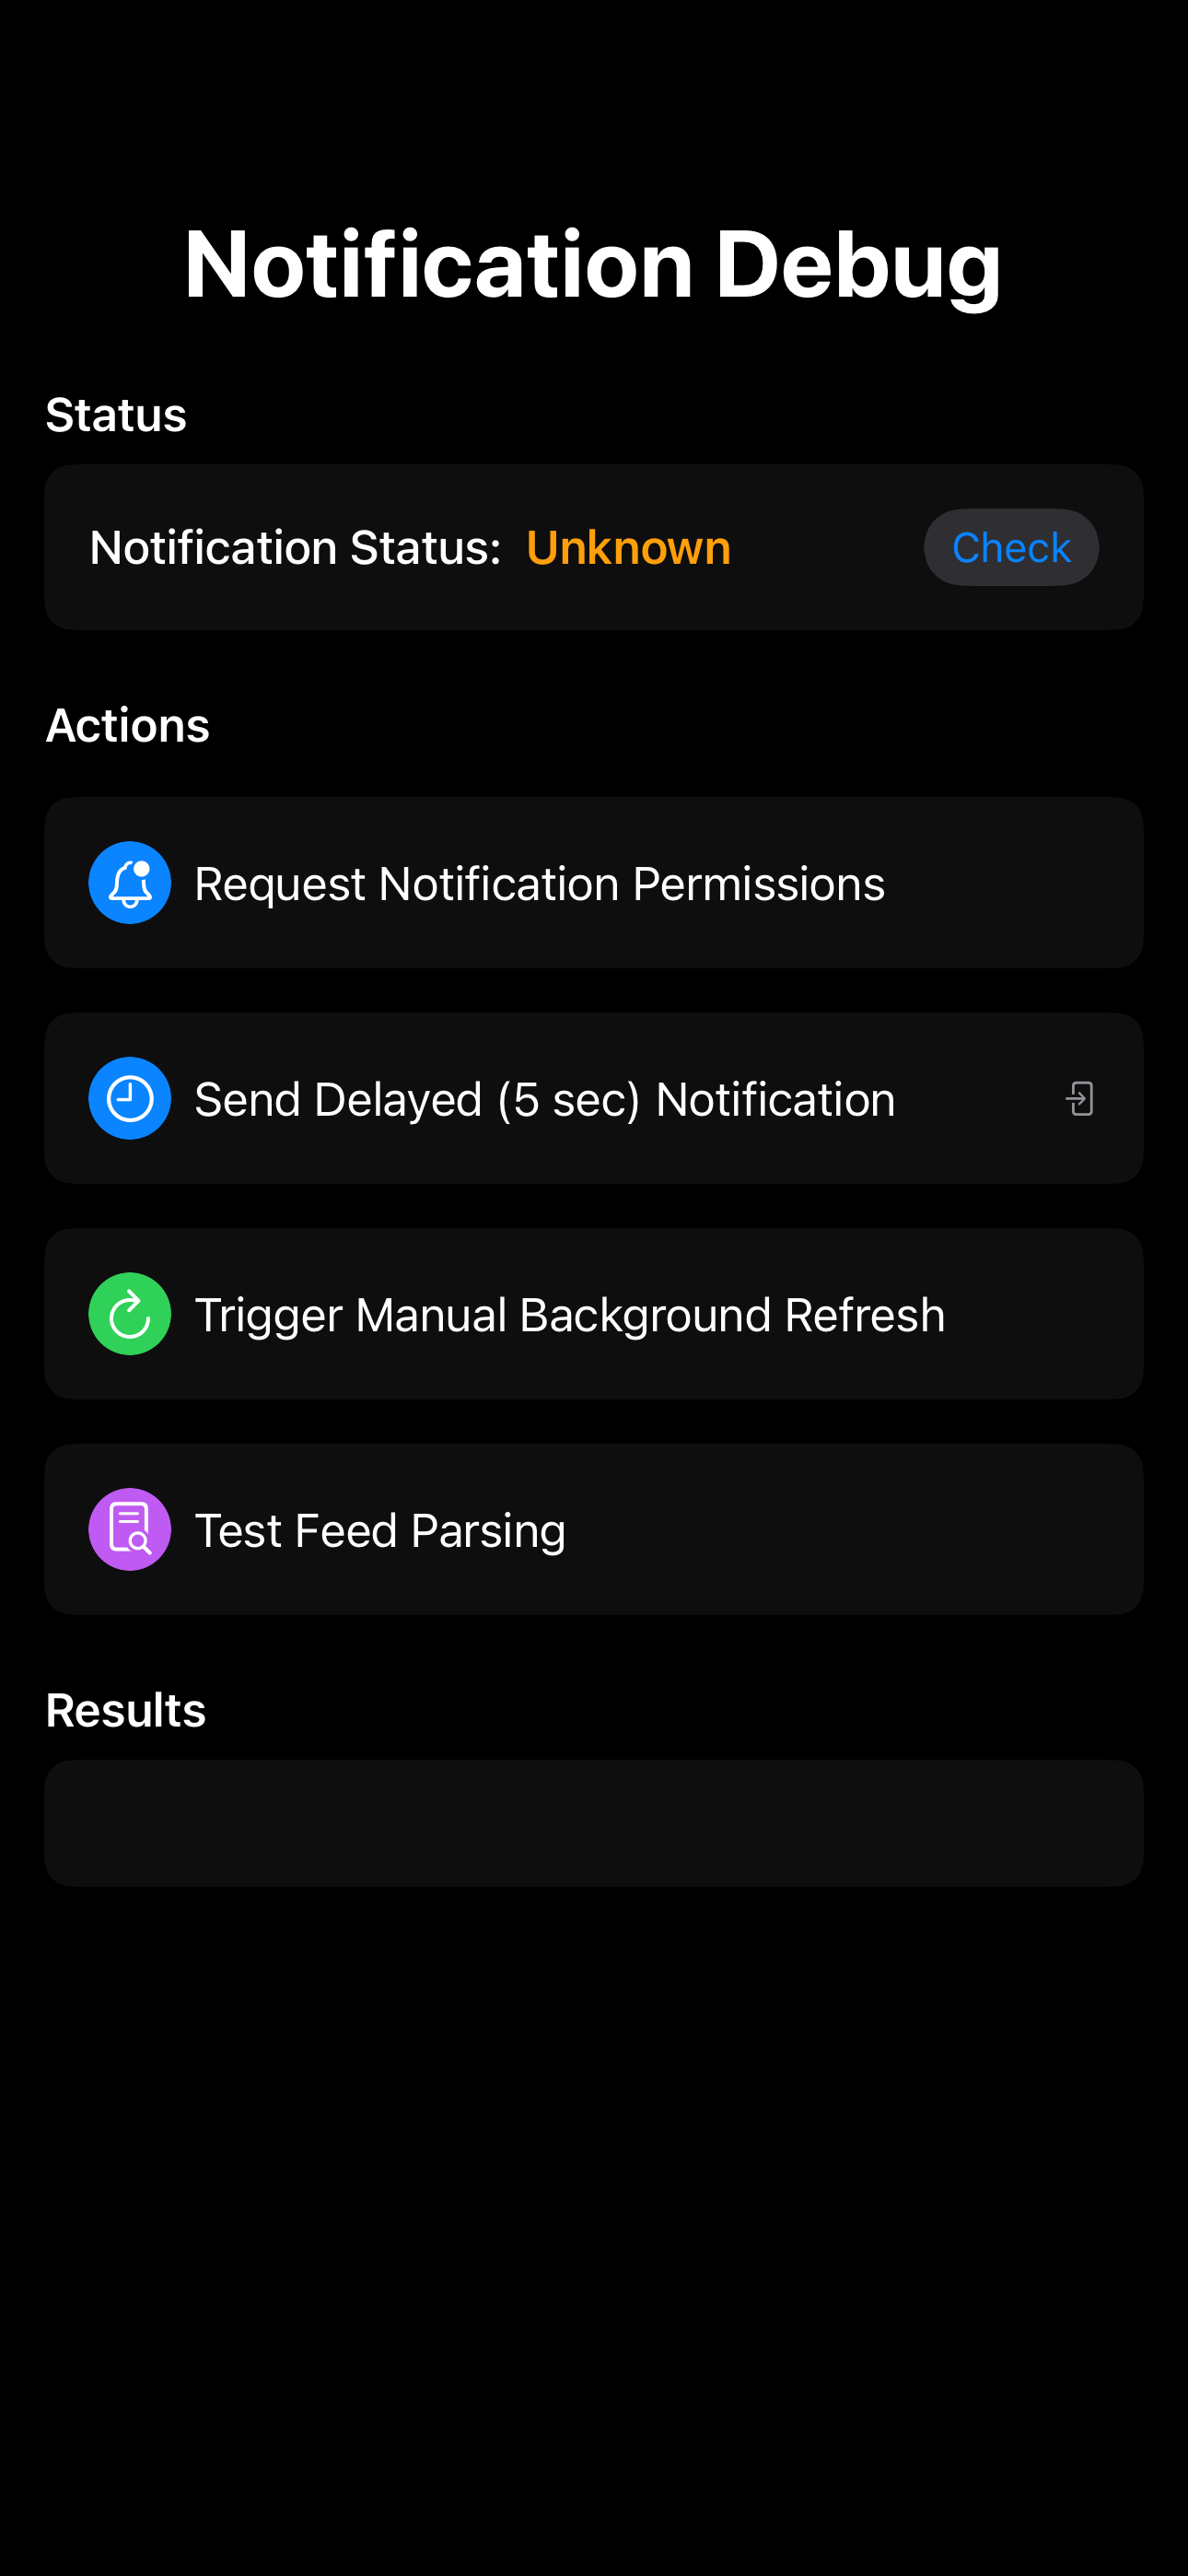 Notification Debug
Status
Notification Status: Unknown Check
Actions
Request Notification Permissions
Send Delayed (5 sec) Notification
Trigger Manual Background Refresh
Test Feed Parsing
Results